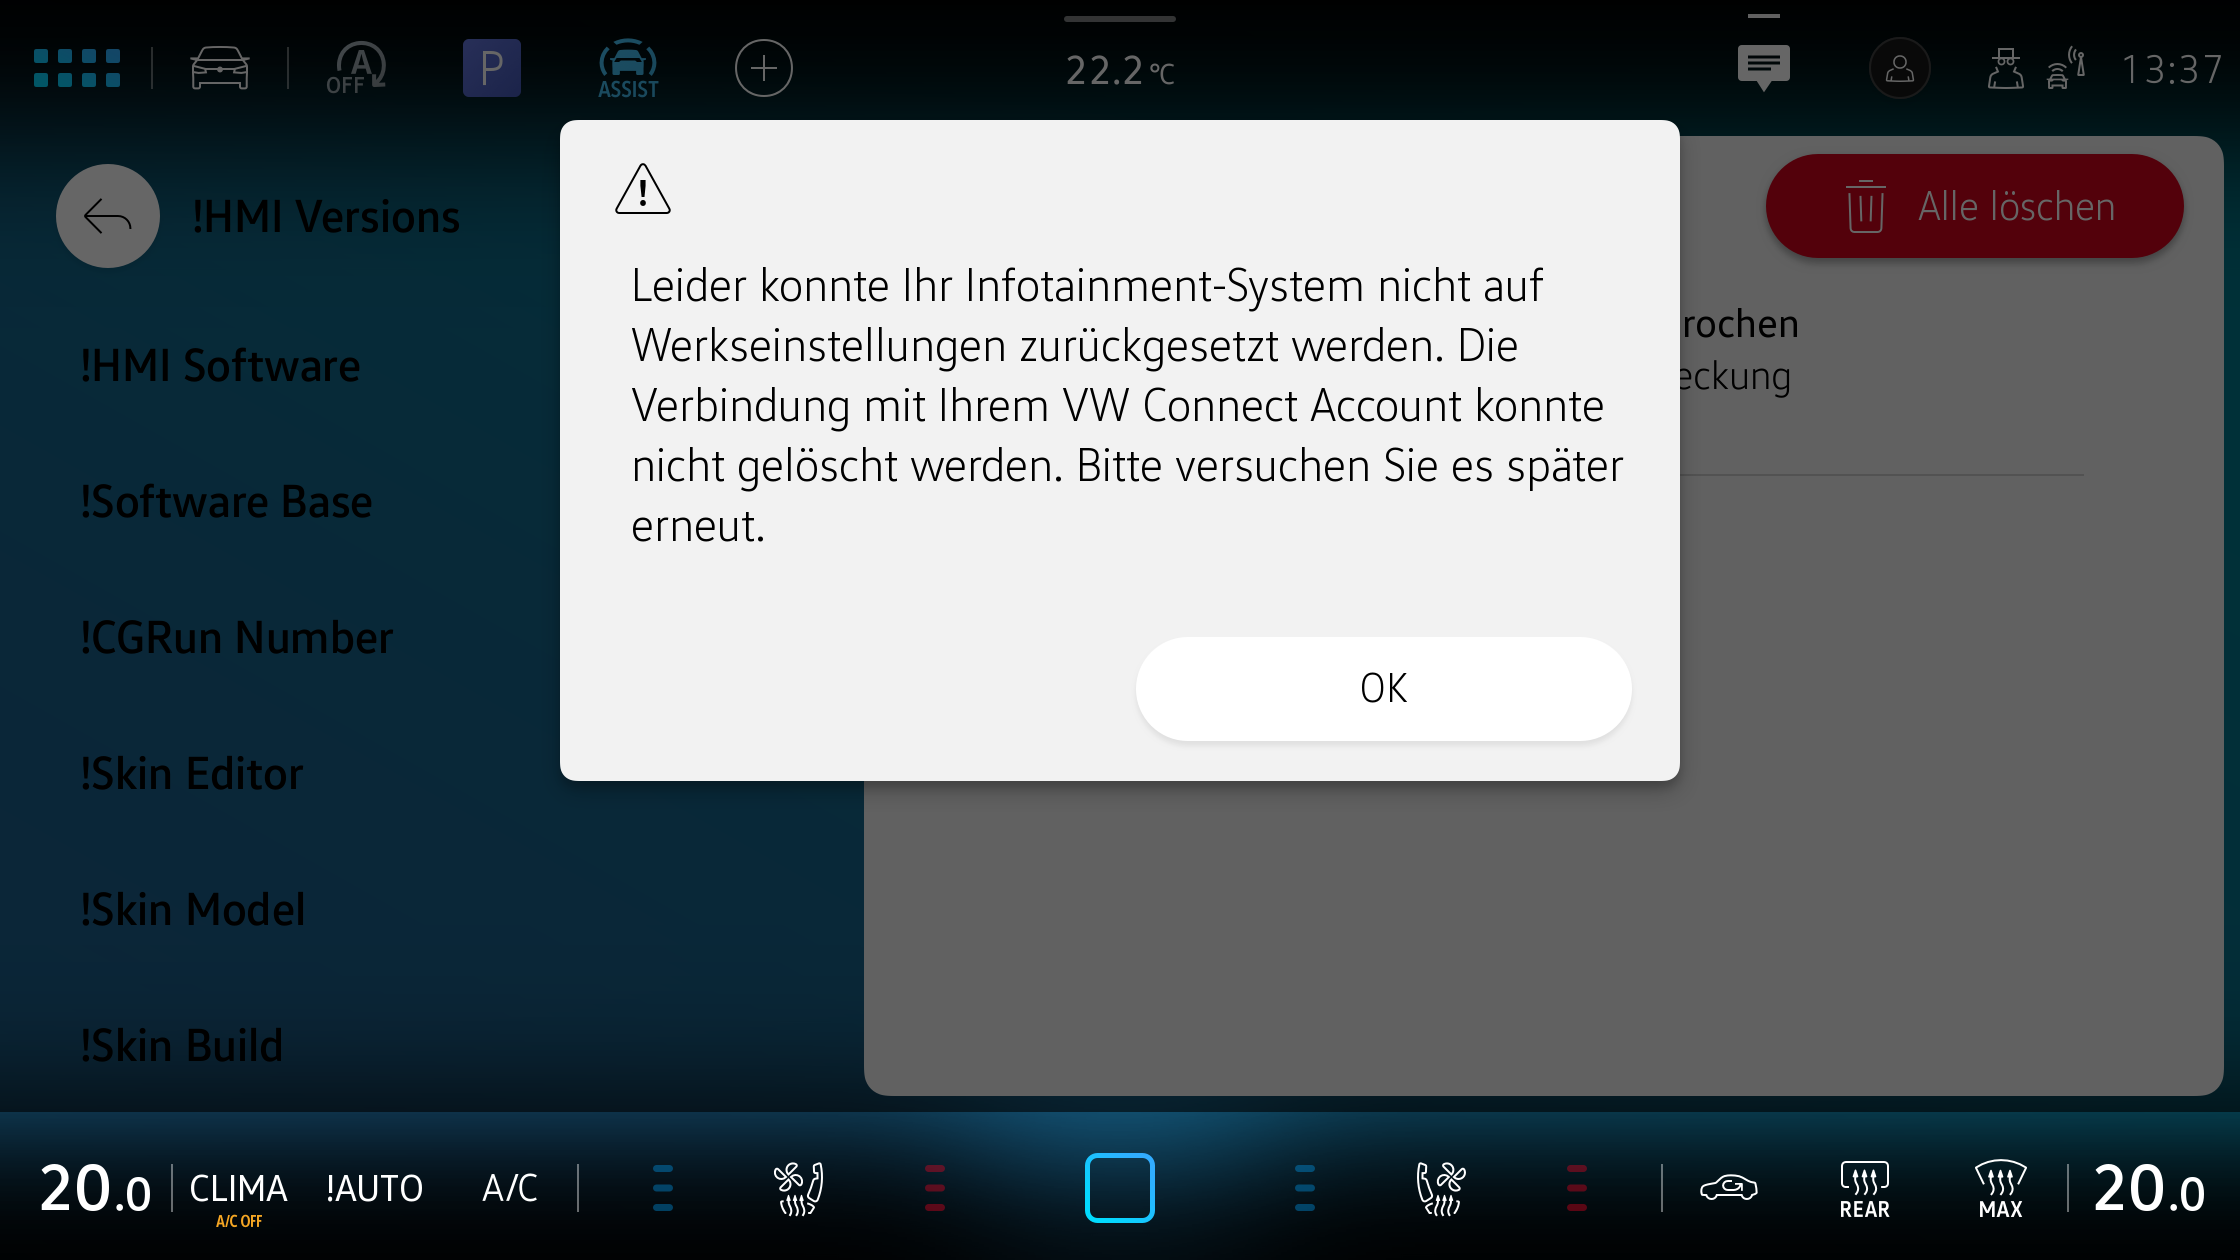 OFF A
P
ASSIST
22.2 °C
13:37
!HMI Versions
Alle löschen
!HMI Software
!Software Base
!CGRun Number
!Skin Editor
!Skin Model
!Skin Build
rochen
eckung
Leider konnte Ihr Infotainment-System nicht auf
Werkseinstellungen zurückgesetzt werden. Die
Verbindung mit Ihrem VW Connect Account konnte
nicht gelöscht werden. Bitte versuchen Sie es später
erneut.
OK
20.0
CLIMA
A/C OFF
!AUTO
A/C
REAR
MAX
20.0